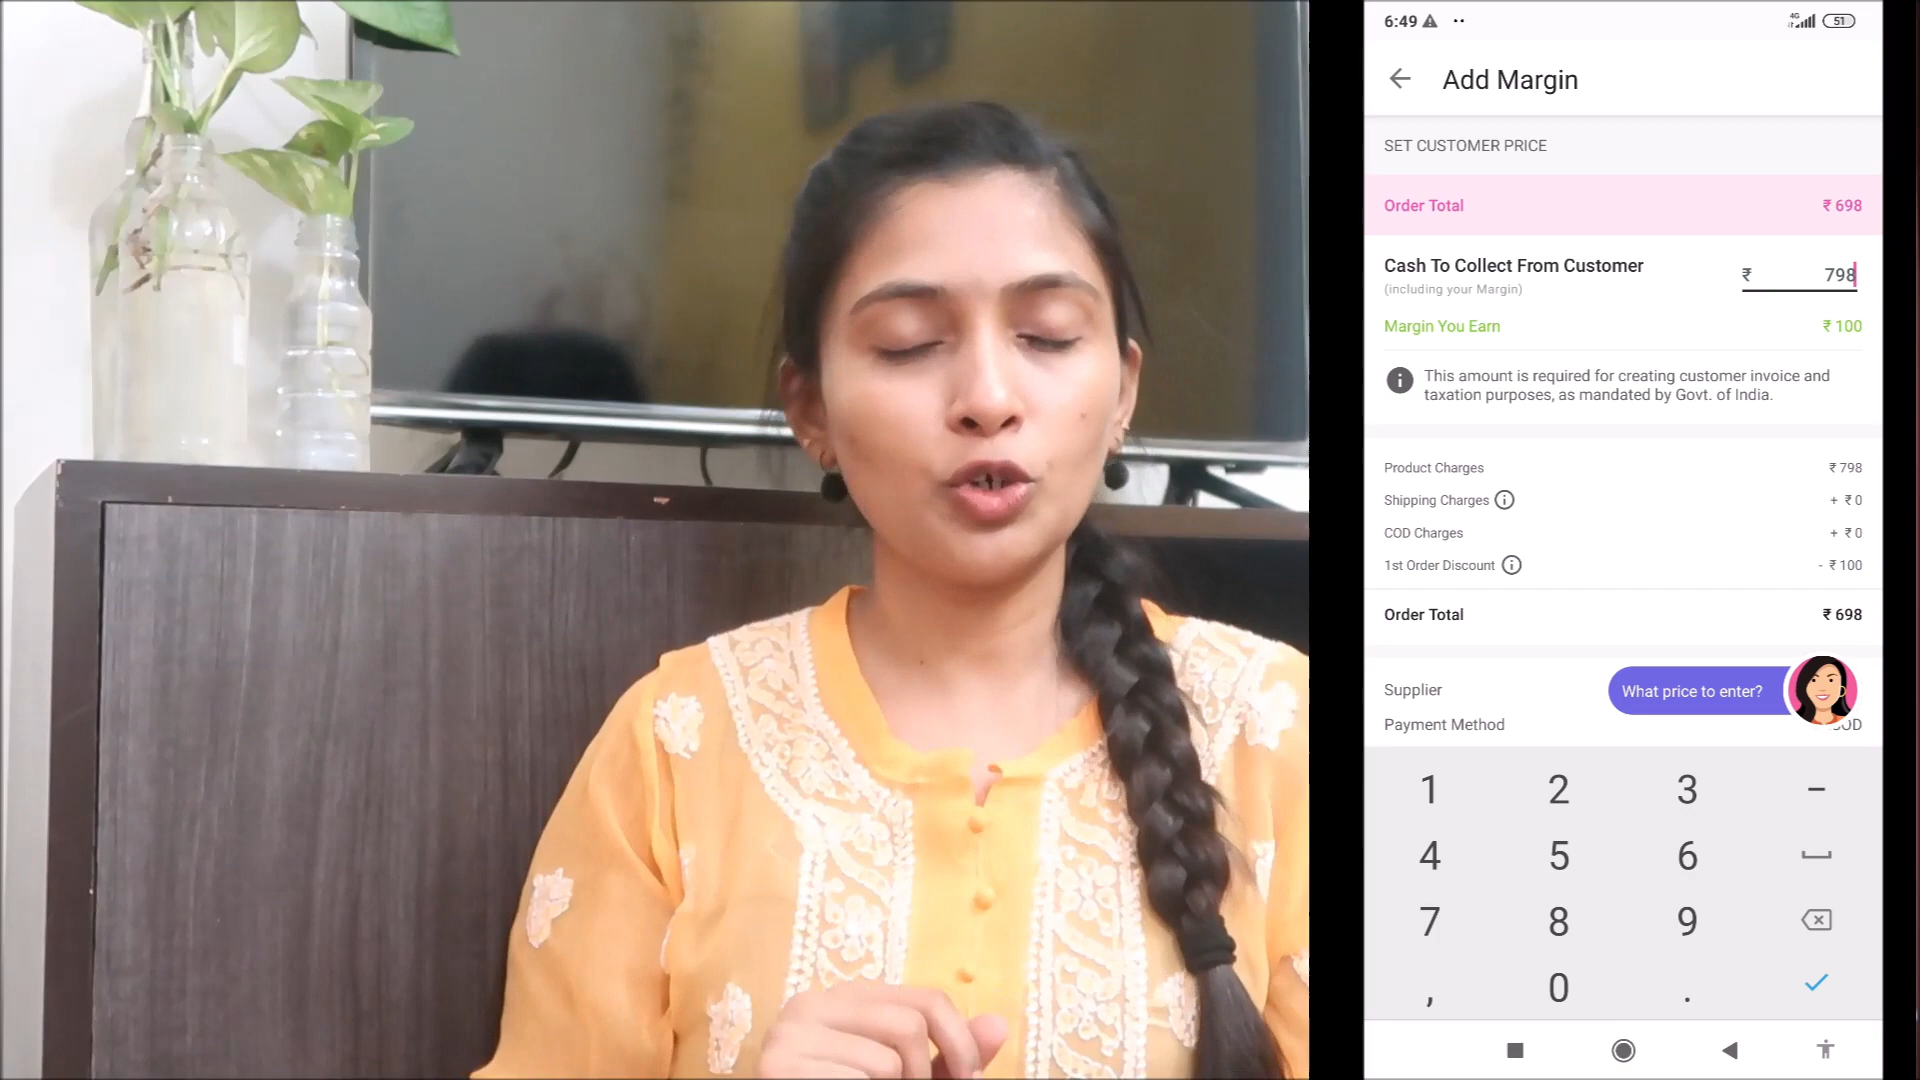 6:49
4G
51
Add Margin
SET CUSTOMER PRICE
Order Total ₹ 698
Cash To Collect From Customer ₹ 798
(including your Margin)
Margin You Earn ₹ 100
This amount is required for creating customer invoice and
taxation purposes, as mandated by Govt. of India.
Product Charges ₹ 798
Shipping Charges + ₹ 0
COD Charges + ₹ 0
1st Order Discount - ₹ 100
Order Total ₹ 698
Supplier
What price to enter?
Payment Method
1 2 3 -
4 5 6
7 8 9
, 0 .